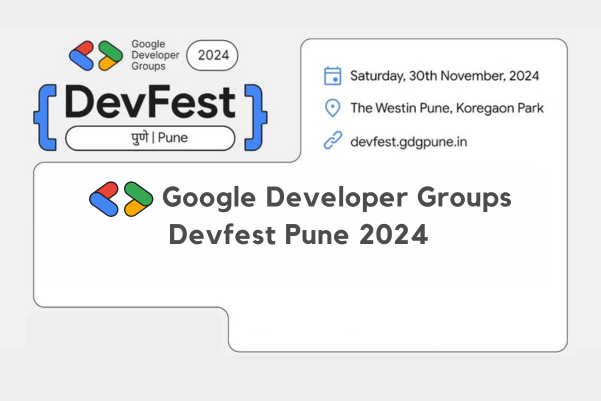 Google
Developer
Groups
2024
DevFest
पुणे | Pune
Saturday, 30th November, 2024
The Westin Pune, Koregaon Park
devfest.gdgpune.in
Google Developer Groups
Devfest Pune 2024